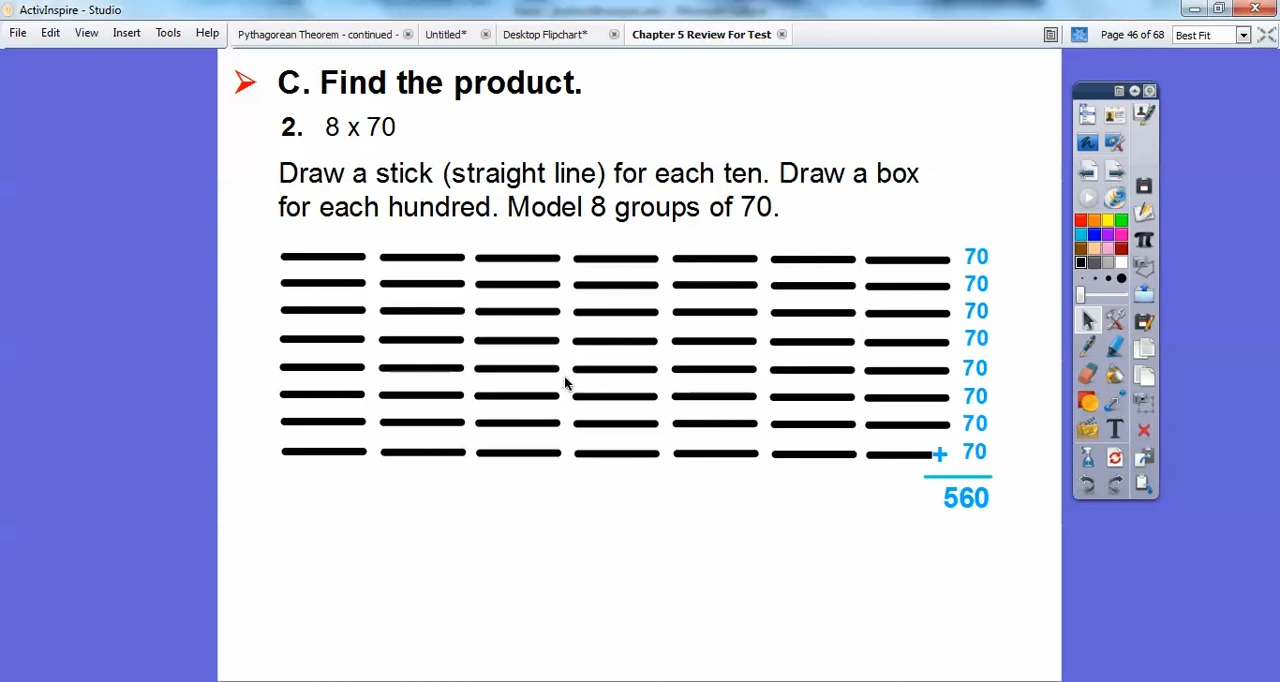 ActivInspire - Studio
File Edit View Insert Tools Help
Pythagorean Theorem - continued - Untitled* Desktop Flipchart* Chapter 5 Review For Test
Page 46 of 68 Best Fit
C. Find the product.
2. 8 x 70
Draw a stick (straight line) for each ten. Draw a box
for each hundred. Model 8 groups of 70.
70
70
70
70
70
70
70
+ 70
560